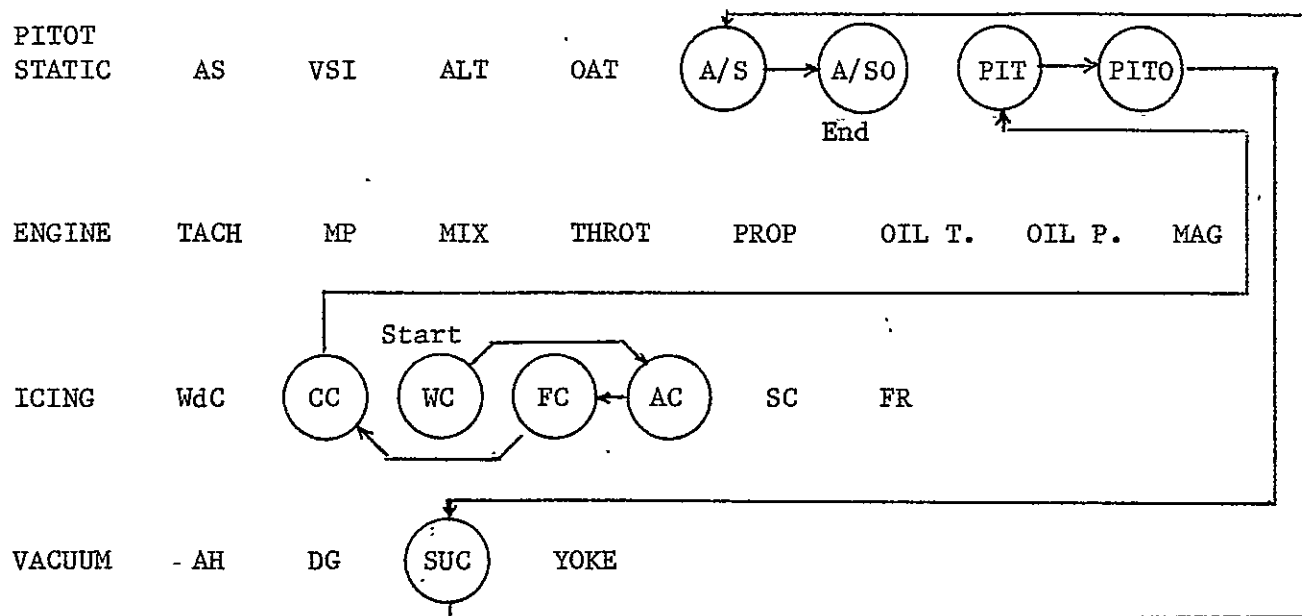 PITOT
STATIC AS VSI ALT OAT A/S A/SO PIT PITO
End
ENGINE TACH MP MIX THROT PROP OIL T. OIL P. MAG
Start
ICING WdC CC WC FC AC SC FR
VACUUM AH DG SUC YOKE